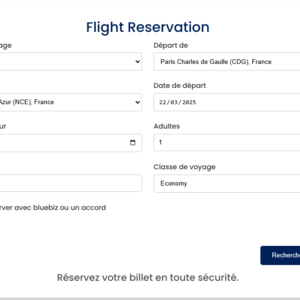 Flight Reservation
age
Départ de
Paris Charles de Gaulle (CDG), France
Date de départ
Azur (NCE), France
22/03/2025
ur
Adultes
1
Classe de voyage
Economy
rver avec bluebiz ou un accord
Recherche
Réservez votre billet en toute sécurité.